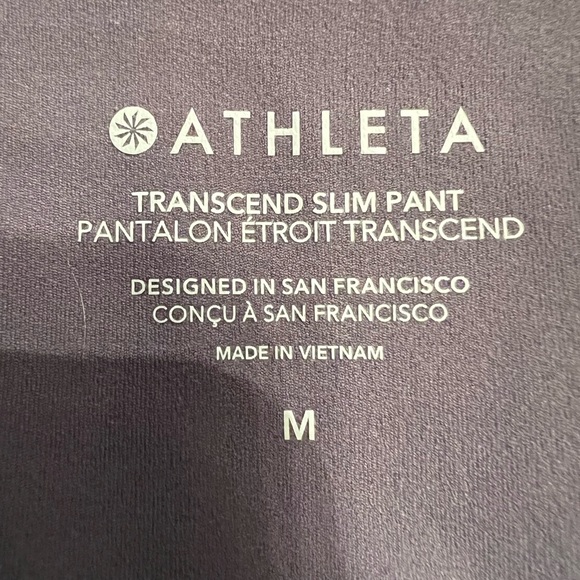 ATHLETA
TRANSCEND SLIM PANT
PANTALON ÉTROIT TRANSCEND
DESIGNED IN SAN FRANCISCO
CONÇU À SAN FRANCISCO
MADE IN VIETNAM
M